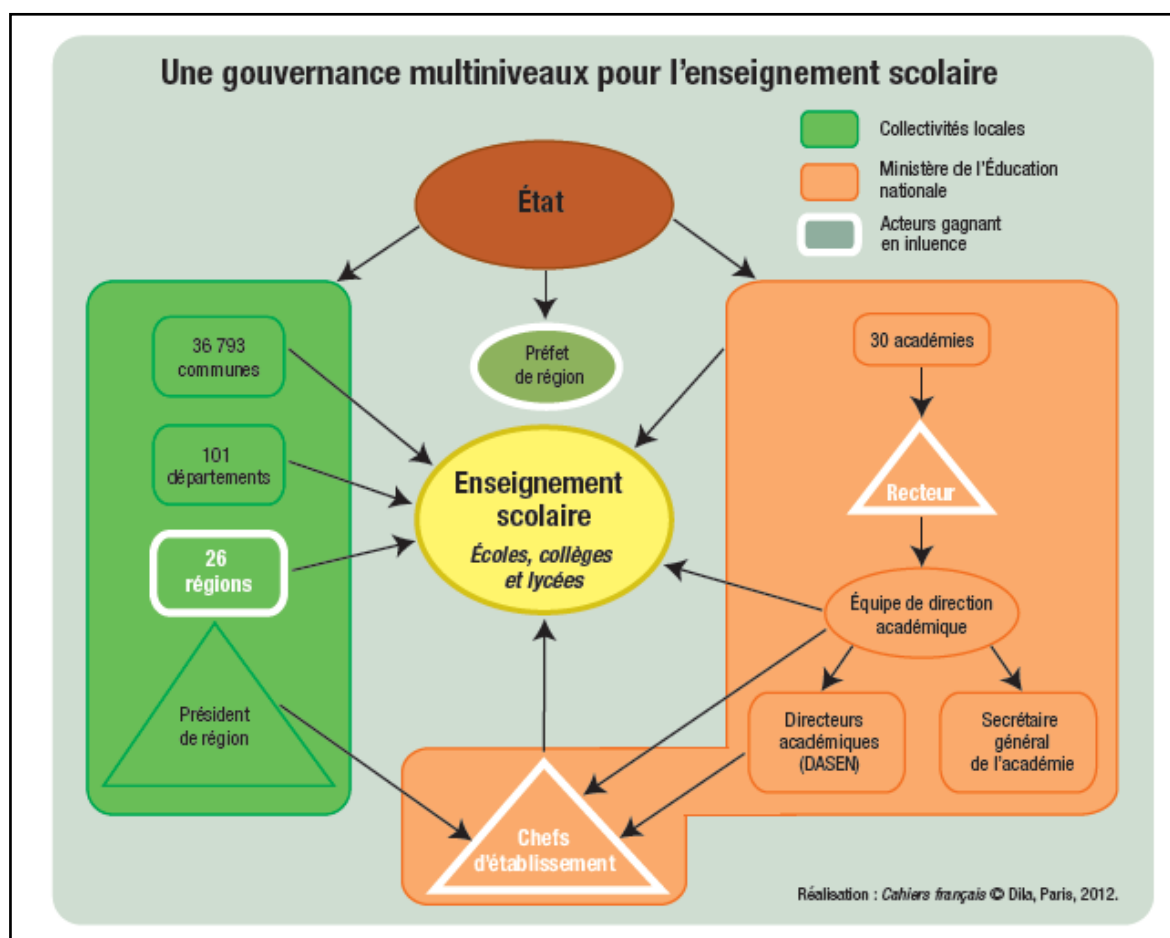 Une gouvernance multiniveaux pour l'enseignement scolaire
Collectivités locales
Ministère de l'Éducation
nationale
Acteurs gagnant
en inluence
État
36 793
communes
Préfet
de région
30 académies
101
départements
Enseignement
scolaire
Écoles, collèges
et lycées
Recteur
26
régions
Équipe de direction
académique
Président
de région
Directeurs
académiques
(DASEN)
Secrétaire
général
de l'académie
Chefs
d'établissement
Réalisation : Cahiers français © Dila, Paris, 2012.